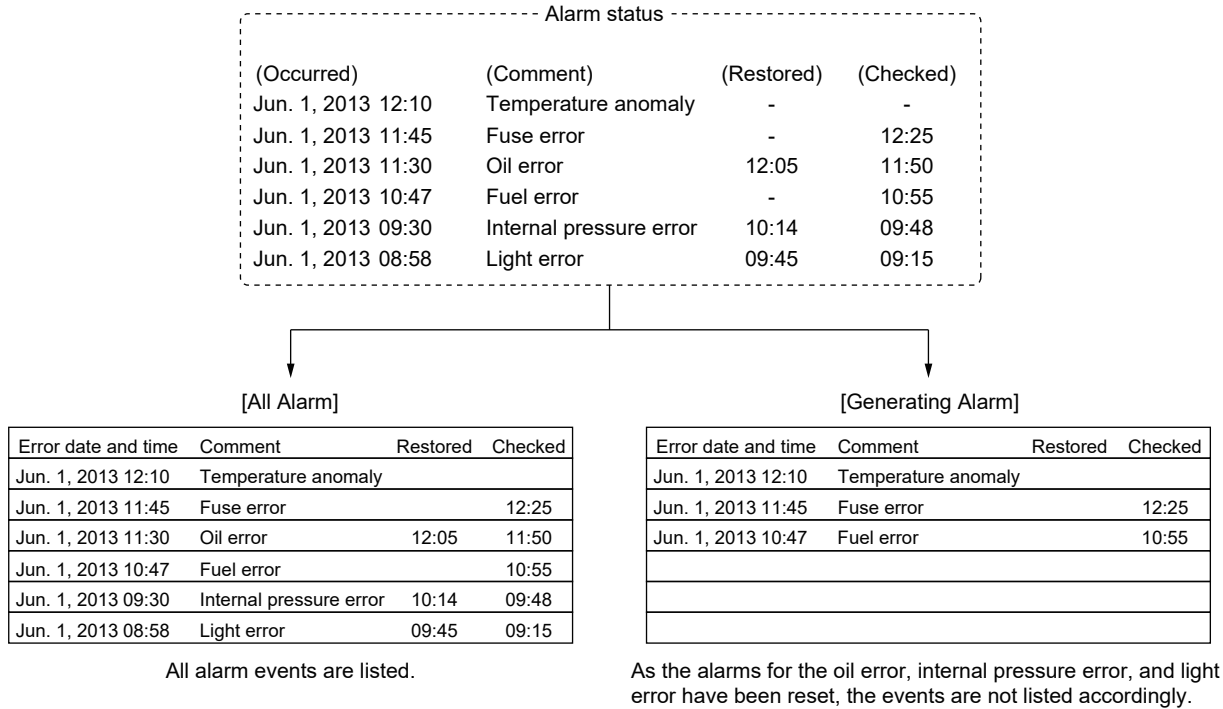 Alarm status
(Occurred) (Comment) (Restored) (Checked)
Jun. 1, 2013 12:10 Temperature anomaly - -
Jun. 1, 2013 11:45 Fuse error - 12:25
Jun. 1, 2013 11:30 Oil error 12:05 11:50
Jun. 1, 2013 10:47 Fuel error - 10:55
Jun. 1, 2013 09:30 Internal pressure error 10:14 09:48
Jun. 1, 2013 08:58 Light error 09:45 09:15
[All Alarm]
Error date and time Comment Restored Checked
Jun. 1, 2013 12:10 Temperature anomaly
Jun. 1, 2013 11:45 Fuse error 12:25
Jun. 1, 2013 11:30 Oil error 12:05 11:50
Jun. 1, 2013 10:47 Fuel error 10:55
Jun. 1, 2013 09:30 Internal pressure error 10:14 09:48
Jun. 1, 2013 08:58 Light error 09:45 09:15
All alarm events are listed.
[Generating Alarm]
Error date and time Comment Restored Checked
Jun. 1, 2013 12:10 Temperature anomaly
Jun. 1, 2013 11:45 Fuse error 12:25
Jun. 1, 2013 10:47 Fuel error 10:55
As the alarms for the oil error, internal pressure error, and light
error have been reset, the events are not listed accordingly.